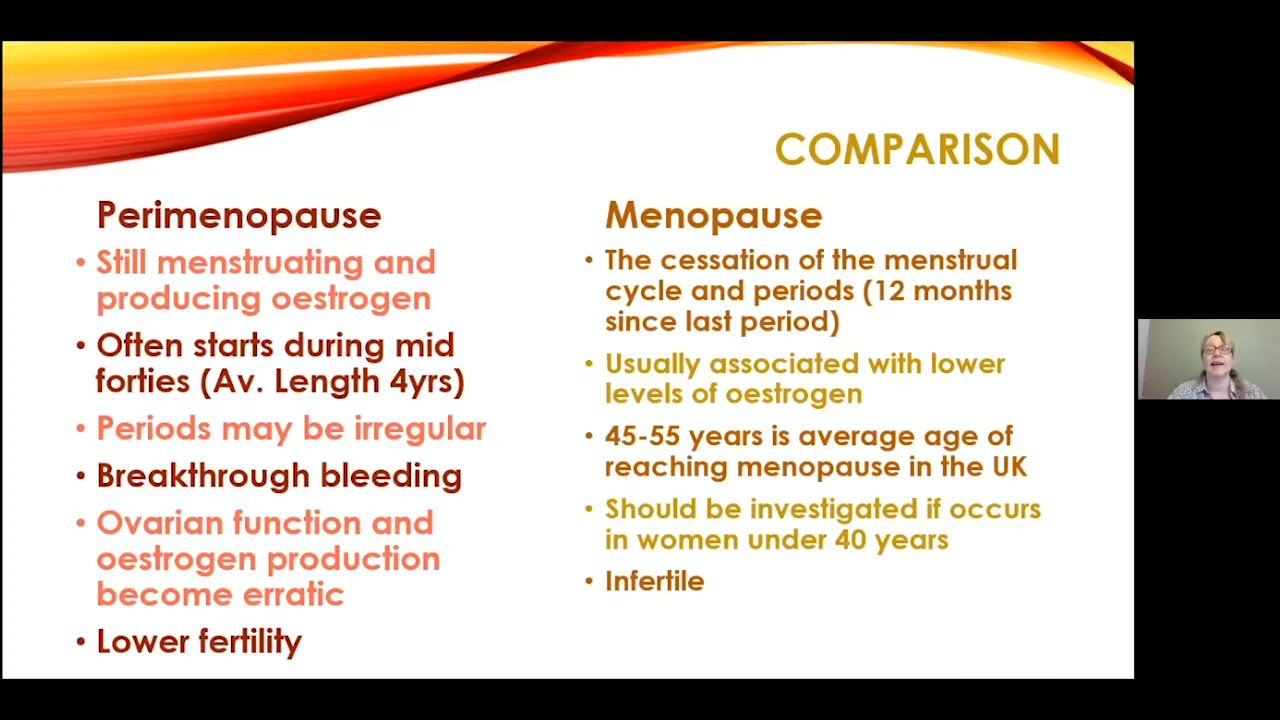 COMPARISON
Perimenopause
• Still menstruating and
producing oestrogen
• Often starts during mid
forties (Av. Length 4yrs)
• Periods may be irregular
• Breakthrough bleeding
• Ovarian function and
oestrogen production
become erratic
• Lower fertility
Menopause
• The cessation of the menstrual
cycle and periods (12 months
since last period)
• Usually associated with lower
levels of oestrogen
• 45-55 years is average age of
reaching menopause in the UK
• Should be investigated if occurs
in women under 40 years
• Infertile